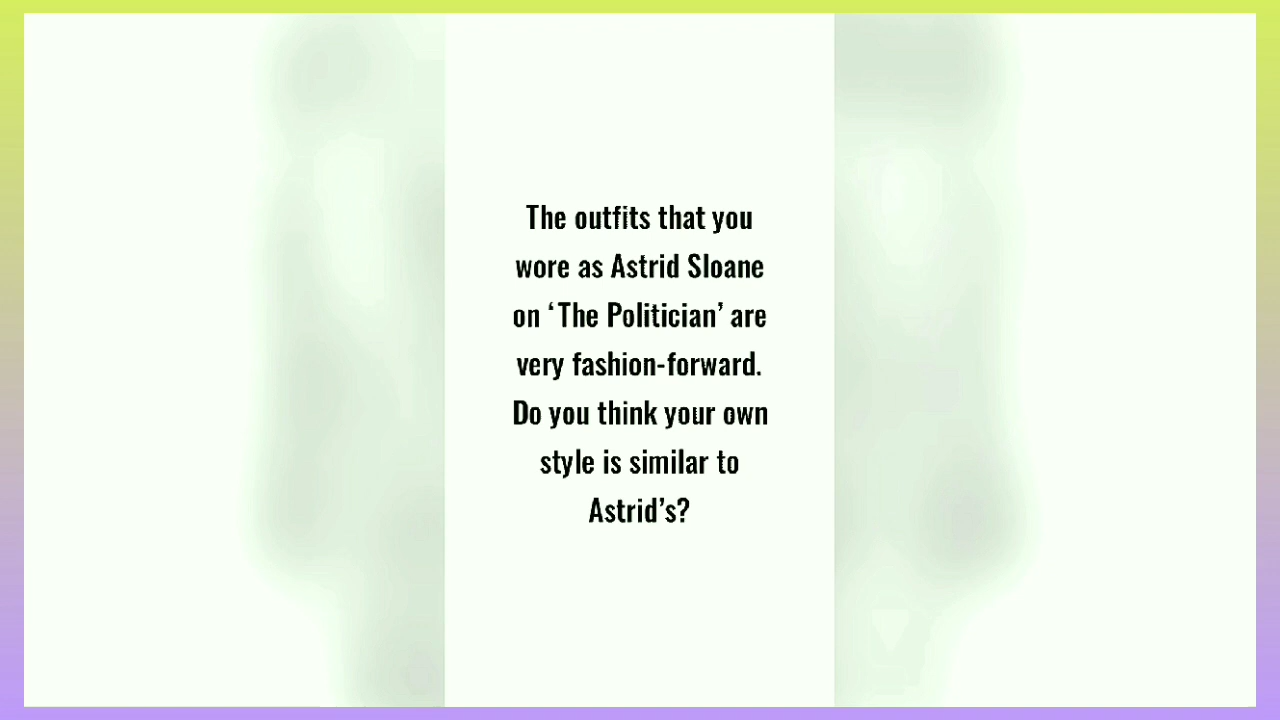 The outfits that you
wore as Astrid Sloane
on ‘The Politician’ are
very fashion-forward.
Do you think your own
style is similar to
Astrid’s?